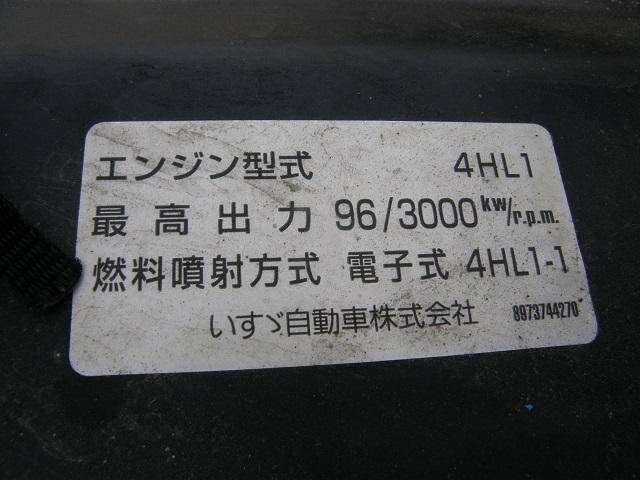 エンジン型式 4HL1
最高出力 96/3000 kw/r.p.m.
燃料噴射方式 電子式 4HL1-1
いすゞ自動車株式会社 8973744270